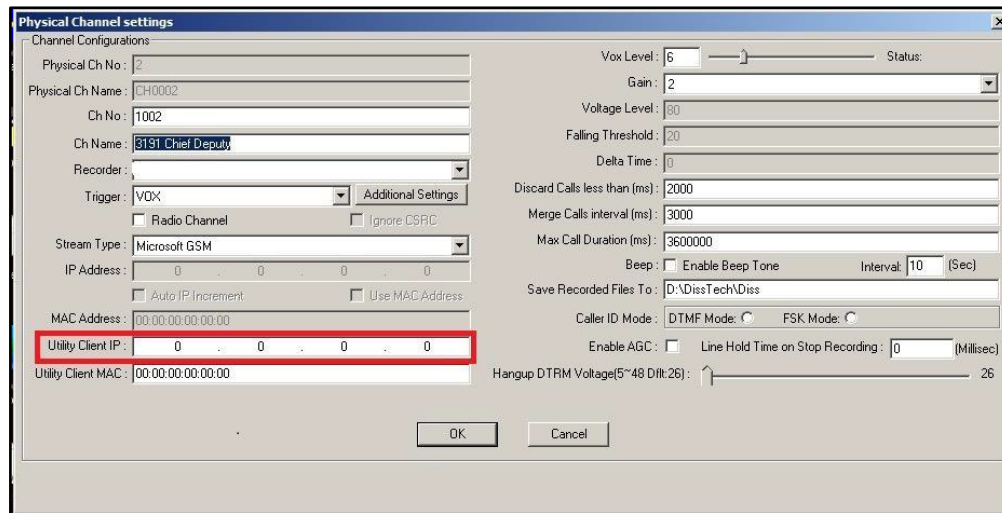 Physical Channel settings
Channel Configurations
Physical Ch No : 2
Physical Ch Name : CH0002
Ch No : 1002
Ch Name : 3191 Chief Deputy
Recorder :
Trigger : VOX Additional Settings
Radio Channel Ignore CSRC
Stream Type : Microsoft GSM
IP Address : 0 . 0 . 0 . 0
Auto IP Increment Use MAC Address
MAC Address : 00:00:00:00:00:00
Utility Client IP : 0 . 0 . 0 . 0
Utility Client MAC : 00:00:00:00:00:00
Vox Level : 6 Status:
Gain : 2
Voltage Level : 80
Falling Threshold : 20
Delta Time : 0
Discard Calls less than (ms) : 2000
Merge Calls interval (ms) : 3000
Max Call Duration (ms) : 3600000
Beep : Enable Beep Tone Interval: 10 (Sec)
Save Recorded Files To : D:\DissTech\Diss
Caller ID Mode : DTMF Mode: FSK Mode:
Enable AGC : Line Hold Time on Stop Recording : 0 (Millisec)
Hangup DTRM Voltage(5~48 Dflt:26) : 26
OK Cancel